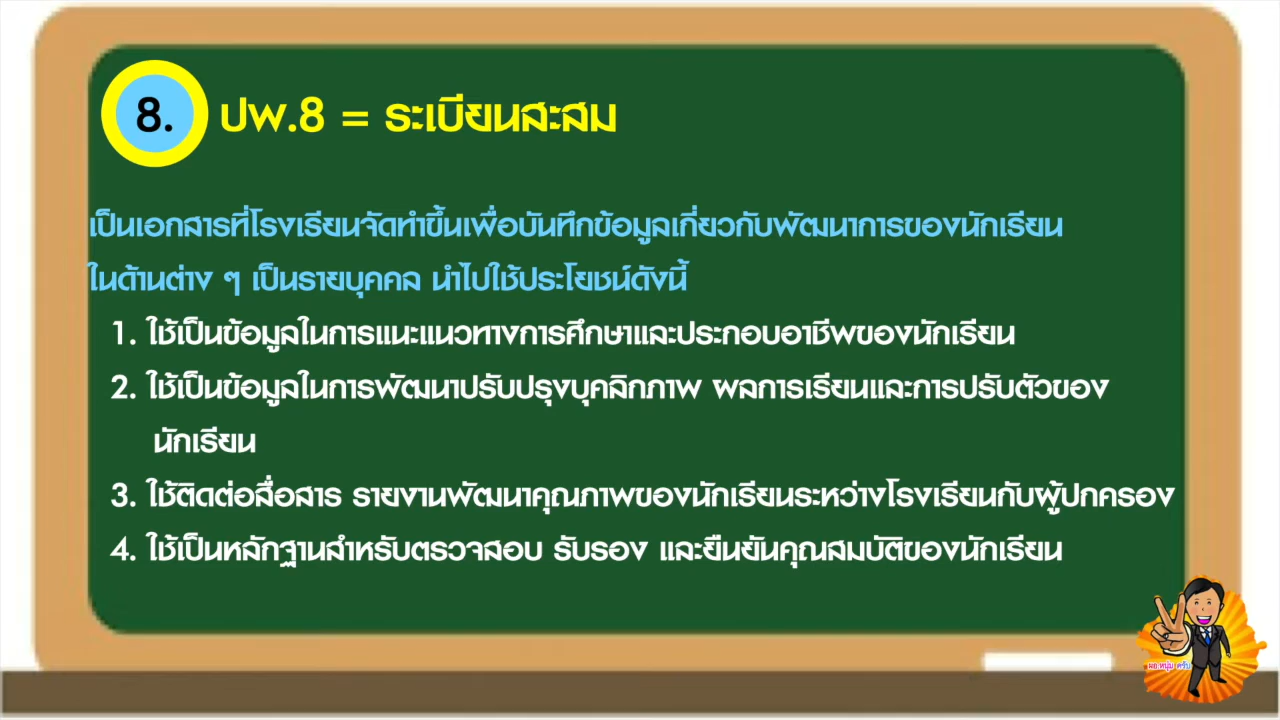 8. ปพ.8 = ระเบียนสะสม
เป็นเอกสารที่โรงเรียนจัดทำขึ้นเพื่อบันทึกข้อมูลเกี่ยวกับพัฒนาการของนักเรียน
ในด้านต่าง ๆ เป็นรายบุคคล นำไปใช้ประโยชน์ดังนี้
1. ใช้เป็นข้อมูลในการแนะแนวทางการศึกษาและประกอบอาชีพของนักเรียน
2. ใช้เป็นข้อมูลในการพัฒนาปรับปรุงบุคลิกภาพ ผลการเรียนและการปรับตัวของ
นักเรียน
3. ใช้ติดต่อสื่อสาร รายงานพัฒนาคุณภาพของนักเรียนระหว่างโรงเรียนกับผู้ปกครอง
4. ใช้เป็นหลักฐานสำหรับตรวจสอบ รับรอง และยืนยันคุณสมบัติของนักเรียน
ผอ.หนุ่ม ครับ